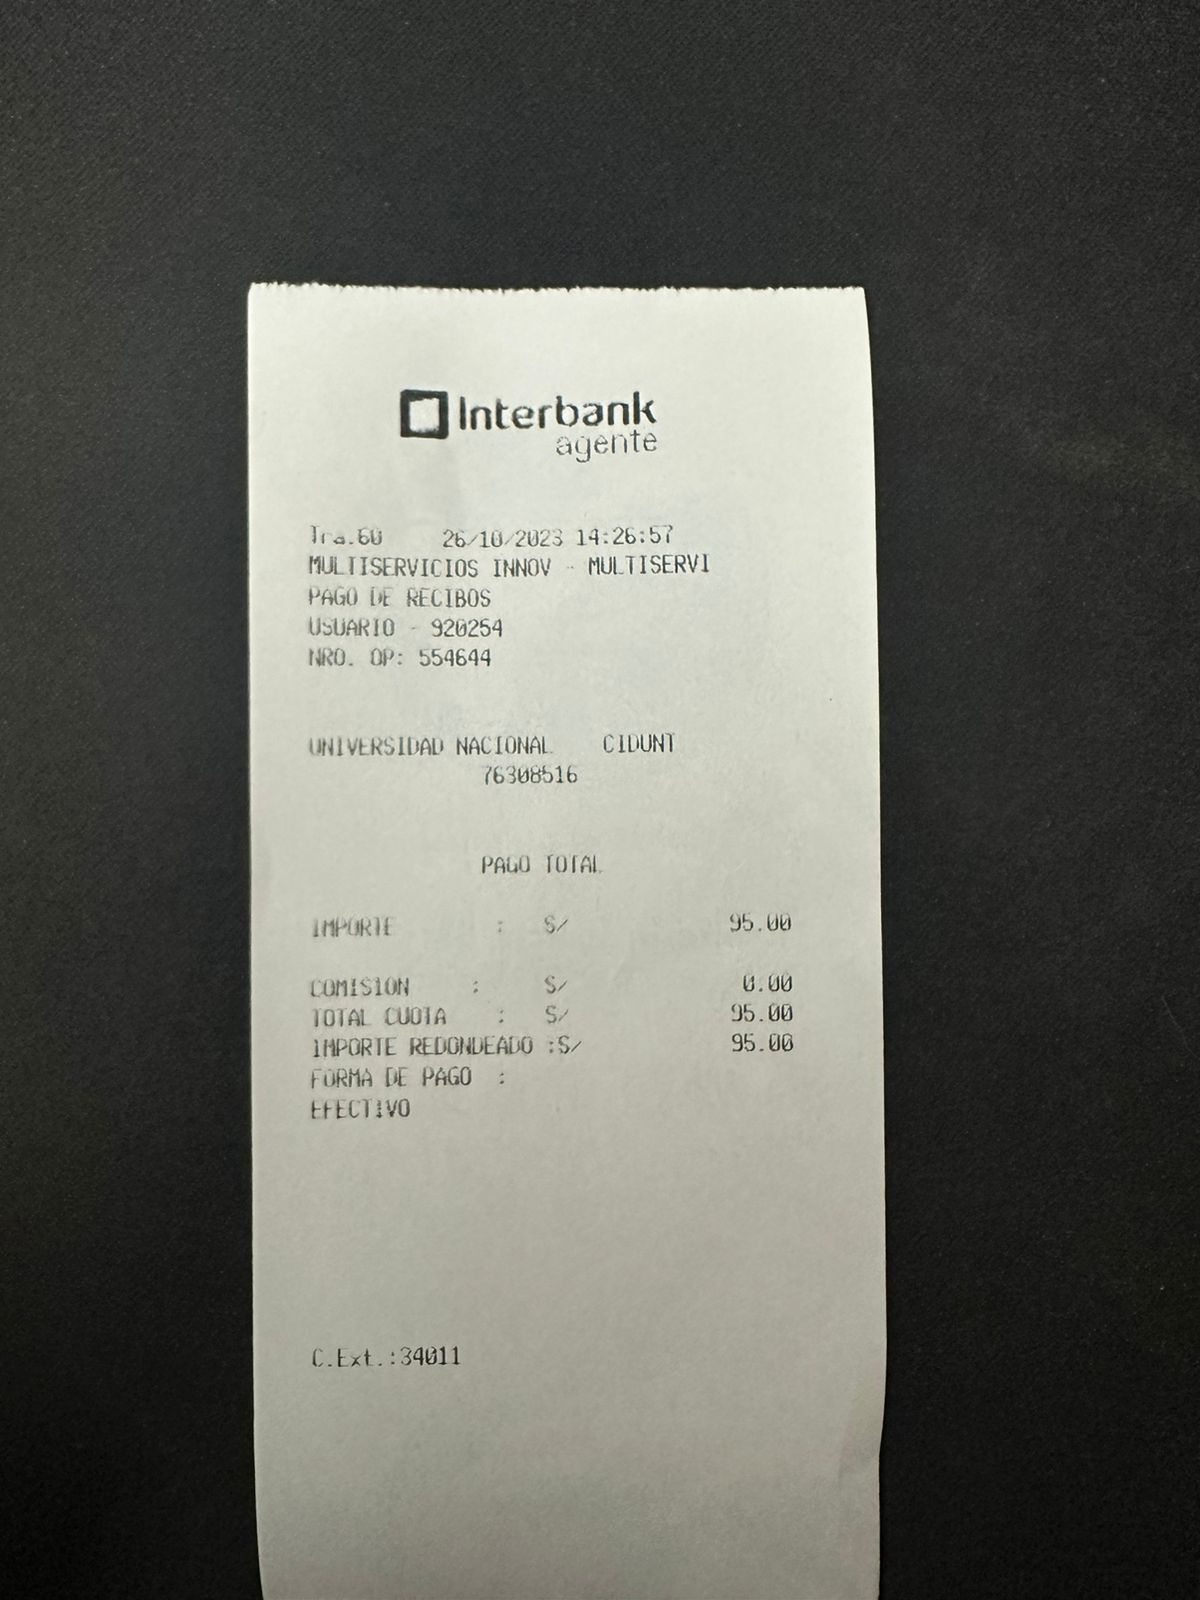 Interbank
agente
Tra.60 26/10/2023 14:26:57
MULTISERVICIOS INNOV - MULTISERVI
PAGO DE RECIBOS
USUARIO - 920254
NRO. OP: 554644
UNIVERSIDAD NACIONAL CIDUNT
76308516
PAGO TOTAL
IMPORTE : S/ 95.00
COMISION : S/ 0.00
TOTAL CUOTA : S/ 95.00
IMPORTE REDONDEADO :S/ 95.00
FORMA DE PAGO :
EFECTIVO
C.Ext.:34011